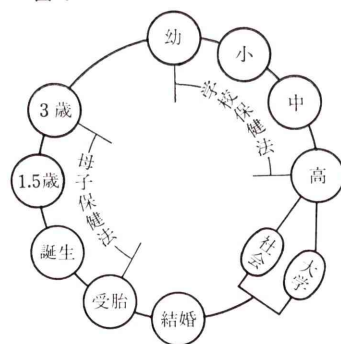 幼
小
中
高
社会
大学
結婚
受胎
誕生
1.5歳
3歳
学校保健法
母子保健法